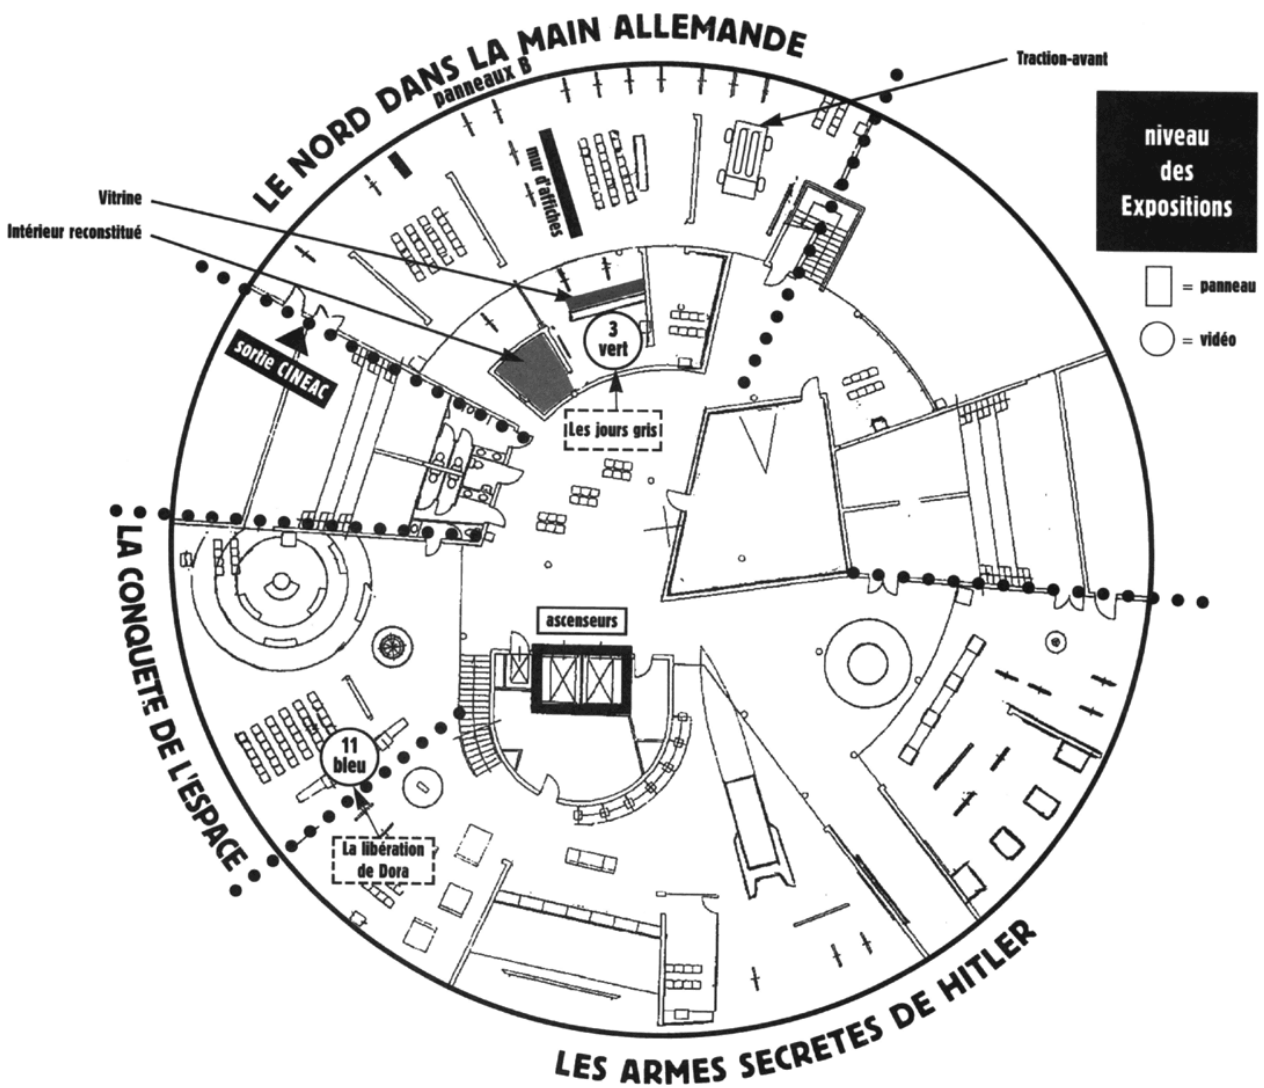 LE NORD DANS LA MAIN ALLEMANDE
panneaux B
Traction-avant
niveau
des
Expositions
= panneau
= vidéo
Vitrine
Intérieur reconstitué
mur d'affiches
3
vert
sortie CINEAC
Les jours gris
ascenseurs
LA CONQUETE DE L'ESPACE
11
bleu
La libération
de Dora
LES ARMES SECRETES DE HITLER